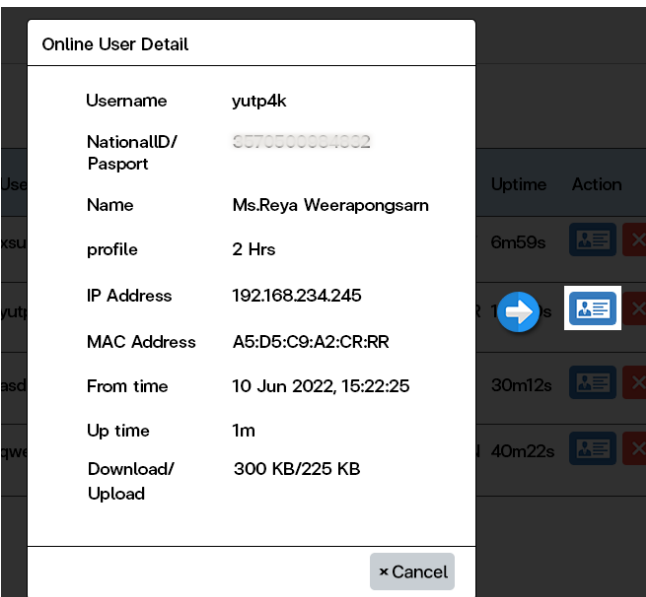 Online User Detail
Username yutp4k
NationalID/
Pasport
Name Ms.Reya Weerapongsarn
profile 2 Hrs
IP Address 192.168.234.245
MAC Address A5:D5:C9:A2:CR:RR
From time 10 Jun 2022, 15:22:25
Up time 1m
Download/ 300 KB/225 KB
Upload
× Cancel
Uptime Action
6m59s
30m12s
40m22s